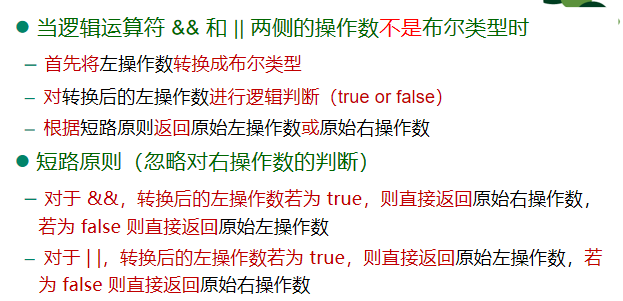 ● 当逻辑运算符 && 和 || 两侧的操作数不是布尔类型时
– 首先将左操作数转换成布尔类型
– 对转换后的左操作数进行逻辑判断（true or false）
– 根据短路原则返回原始左操作数或原始右操作数
● 短路原则（忽略对右操作数的判断）
– 对于 &&，转换后的左操作数若为 true，则直接返回原始右操作数，
若为 false 则直接返回原始左操作数
– 对于 | |，转换后的左操作数若为 true，则直接返回原始左操作数，若
为 false 则直接返回原始右操作数